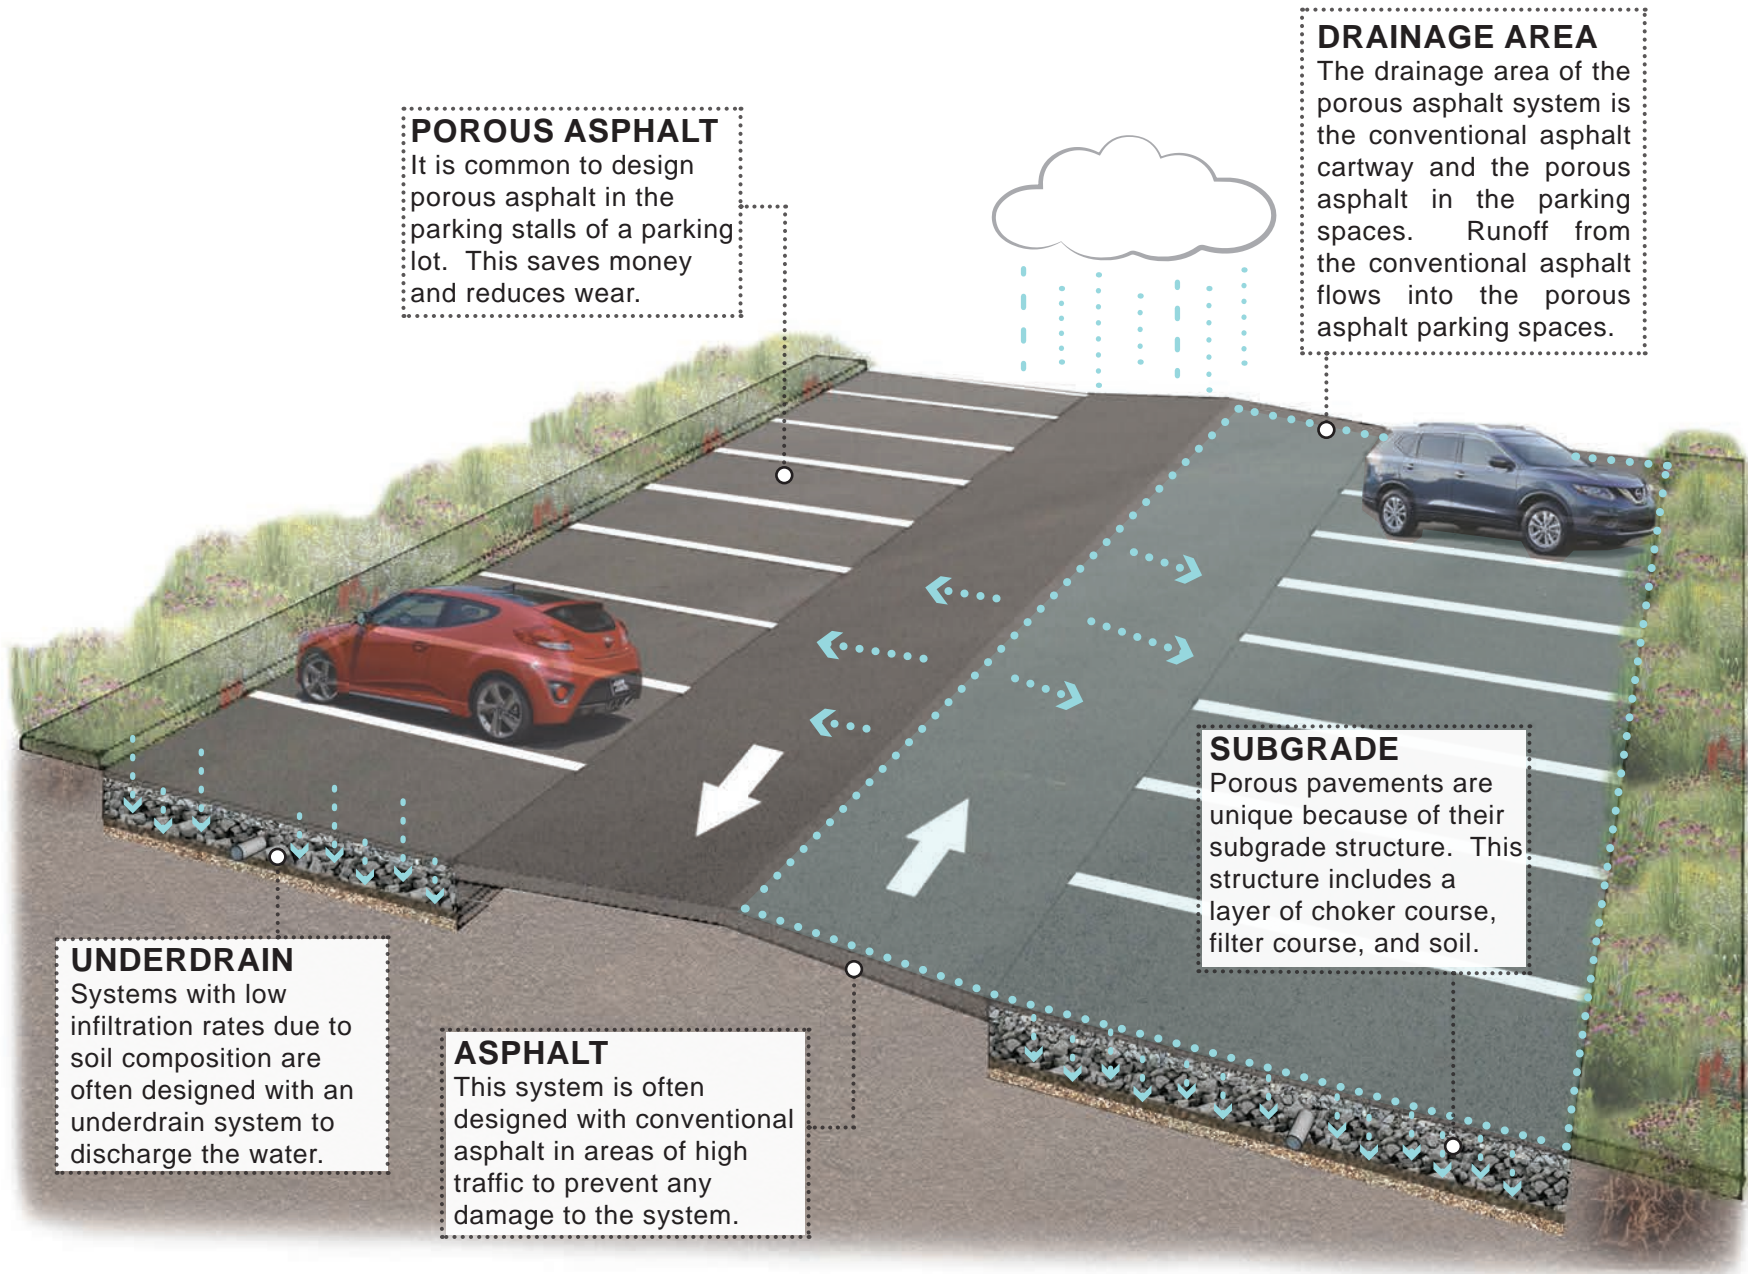 POROUS ASPHALT
It is common to design
porous asphalt in the
parking stalls of a parking
lot. This saves money
and reduces wear.
DRAINAGE AREA
The drainage area of the
porous asphalt system is
the conventional asphalt
cartway and the porous
asphalt in the parking
spaces. Runoff from
the conventional asphalt
flows into the porous
asphalt parking spaces.
SUBGRADE
Porous pavements are
unique because of their
subgrade structure. This
structure includes a
layer of choker course,
filter course, and soil.
UNDERDRAIN
Systems with low
infiltration rates due to
soil composition are
often designed with an
underdrain system to
discharge the water.
ASPHALT
This system is often
designed with conventional
asphalt in areas of high
traffic to prevent any
damage to the system.